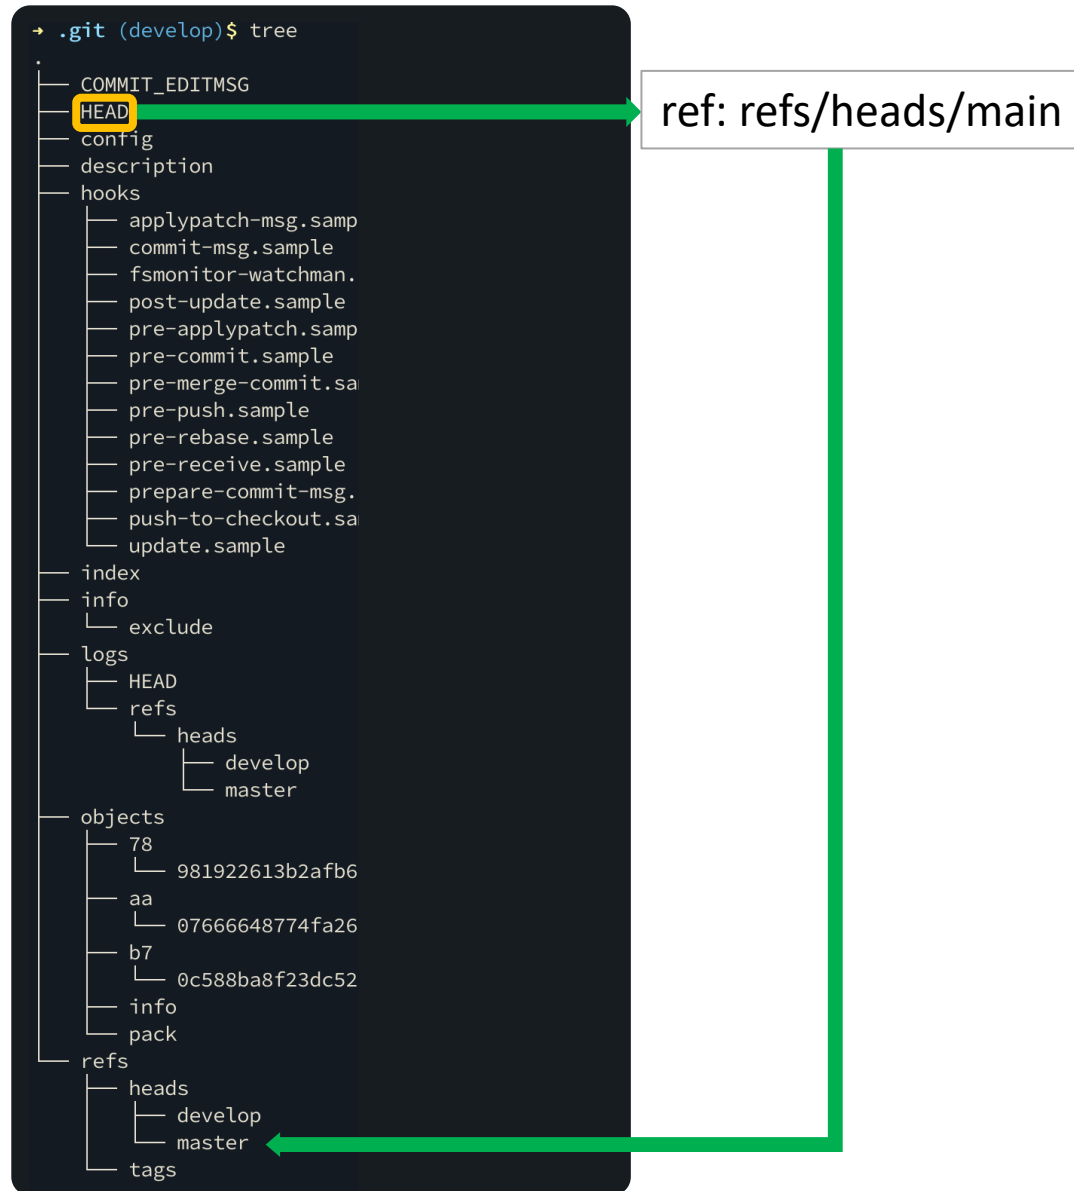 → .git (develop)$ tree
.
├── COMMIT_EDITMSG
├── HEAD
├── config
├── description
├── hooks
│   ├── applypatch-msg.samp
│   ├── commit-msg.sample
│   ├── fsmonitor-watchman.
│   ├── post-update.sample
│   ├── pre-applypatch.samp
│   ├── pre-commit.sample
│   ├── pre-merge-commit.sa
│   ├── pre-push.sample
│   ├── pre-rebase.sample
│   ├── pre-receive.sample
│   ├── prepare-commit-msg.
│   ├── push-to-checkout.sa
│   └── update.sample
├── index
├── info
│   └── exclude
├── logs
│   ├── HEAD
│   └── refs
│       └── heads
│           ├── develop
│           └── master
├── objects
│   ├── 78
│   │   └── 981922613b2afb6
│   ├── aa
│   │   └── 07666648774fa26
│   ├── b7
│   │   └── 0c588ba8f23dc52
│   ├── info
│   └── pack
└── refs
    ├── heads
    │   ├── develop
    │   └── master
    └── tags
ref: refs/heads/main